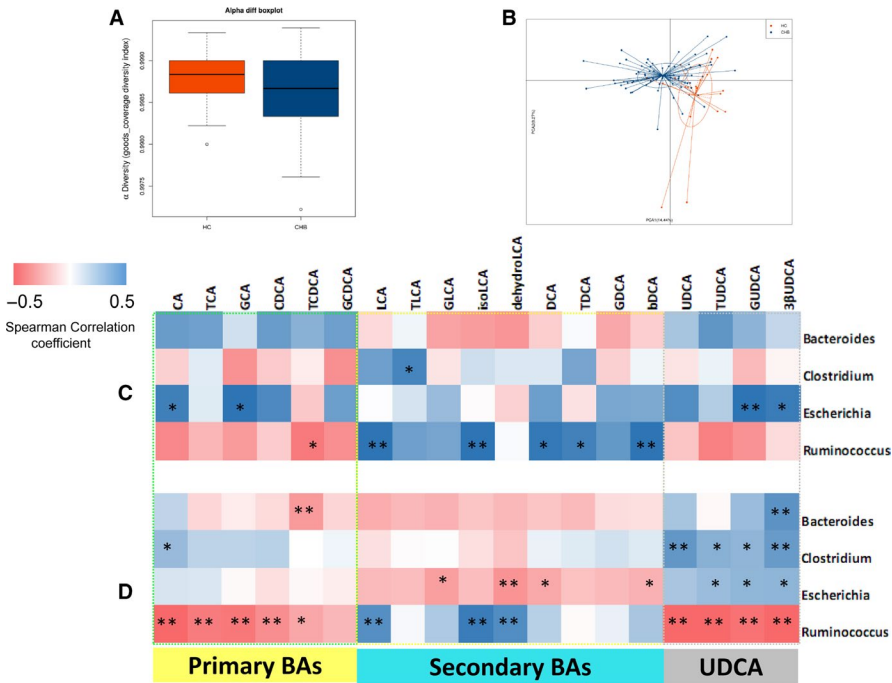 A
Alpha diff boxplot
α Diversity (goods_coverage diversity index)
0.9990
0.9985
0.9980
0.9975
HC
CHB
B
HC
CHB
−0.5 0.5
Spearman Correlation
coefficient
CA TCA GCA CDCA TCDCA GCDCA LCA TLCA GLCA isoLCA dehydroLCA DCA TDCA GDCA bDCA UDCA TUDCA GUDCA 3βUDCA
C
Bacteroides
* Clostridium
* * ** * Escherichia
* ** ** * * ** Ruminococcus
D
** ** Bacteroides
* ** * * ** Clostridium
* ** * * * * * Escherichia
** ** ** ** * ** ** ** ** ** ** ** Ruminococcus
Primary BAs Secondary BAs UDCA